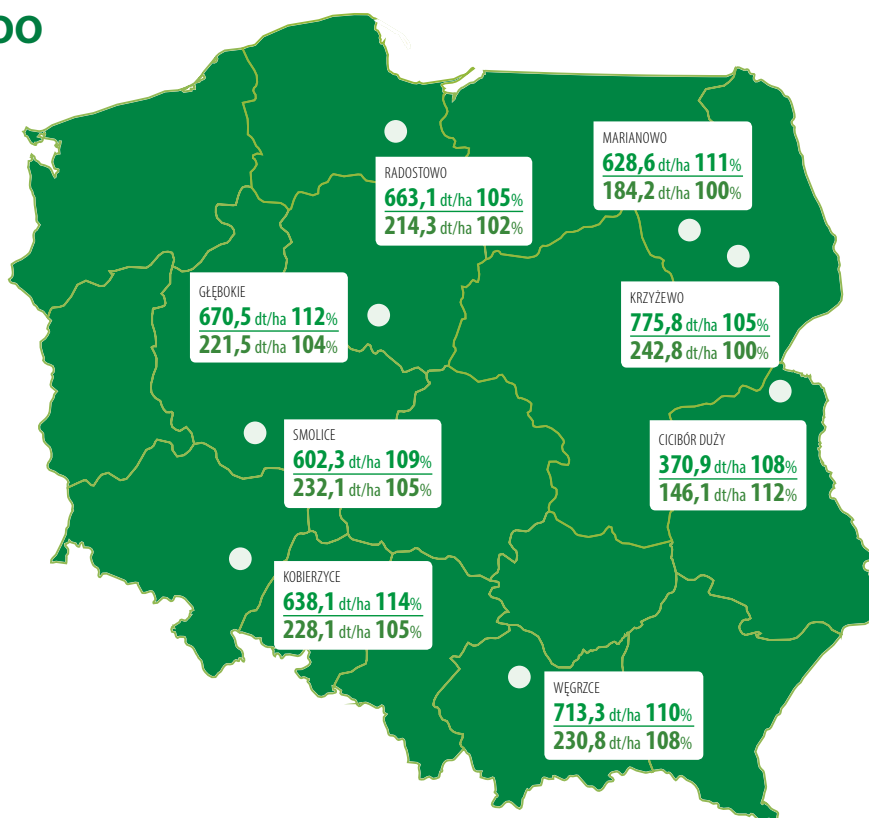 RADOSTOWO
663,1 dt/ha 105%
214,3 dt/ha 102%
MARIANOWO
628,6 dt/ha 111%
184,2 dt/ha 100%
GŁĘBOKIE
670,5 dt/ha 112%
221,5 dt/ha 104%
KRZYŻEWO
775,8 dt/ha 105%
242,8 dt/ha 100%
SMOLICE
602,3 dt/ha 109%
232,1 dt/ha 105%
CICIBÓR DUŻY
370,9 dt/ha 108%
146,1 dt/ha 112%
KOBIERZYCE
638,1 dt/ha 114%
228,1 dt/ha 105%
WĘGRZCE
713,3 dt/ha 110%
230,8 dt/ha 108%